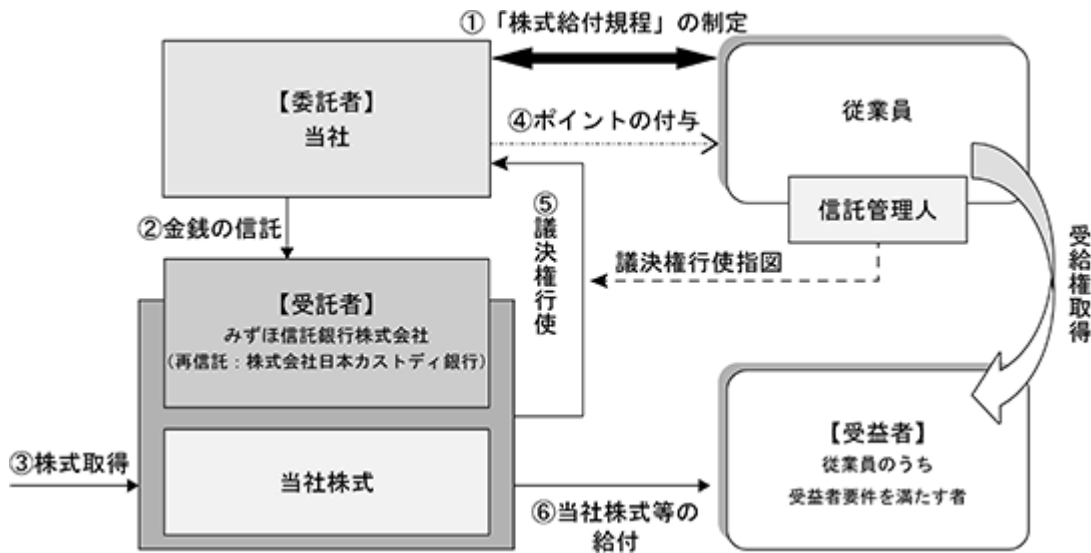 ①「株式給付規程」の制定
【委託者】
当社
④ポイントの付与
従業員
信託管理人
②金銭の信託
⑤議決権行使
議決権行使指図
受給権取得
【受託者】
みずほ信託銀行株式会社
(再信託：株式会社日本カストディ銀行)
③株式取得
当社株式
【受益者】
従業員のうち
受益者要件を満たす者
⑥当社株式等の
給付